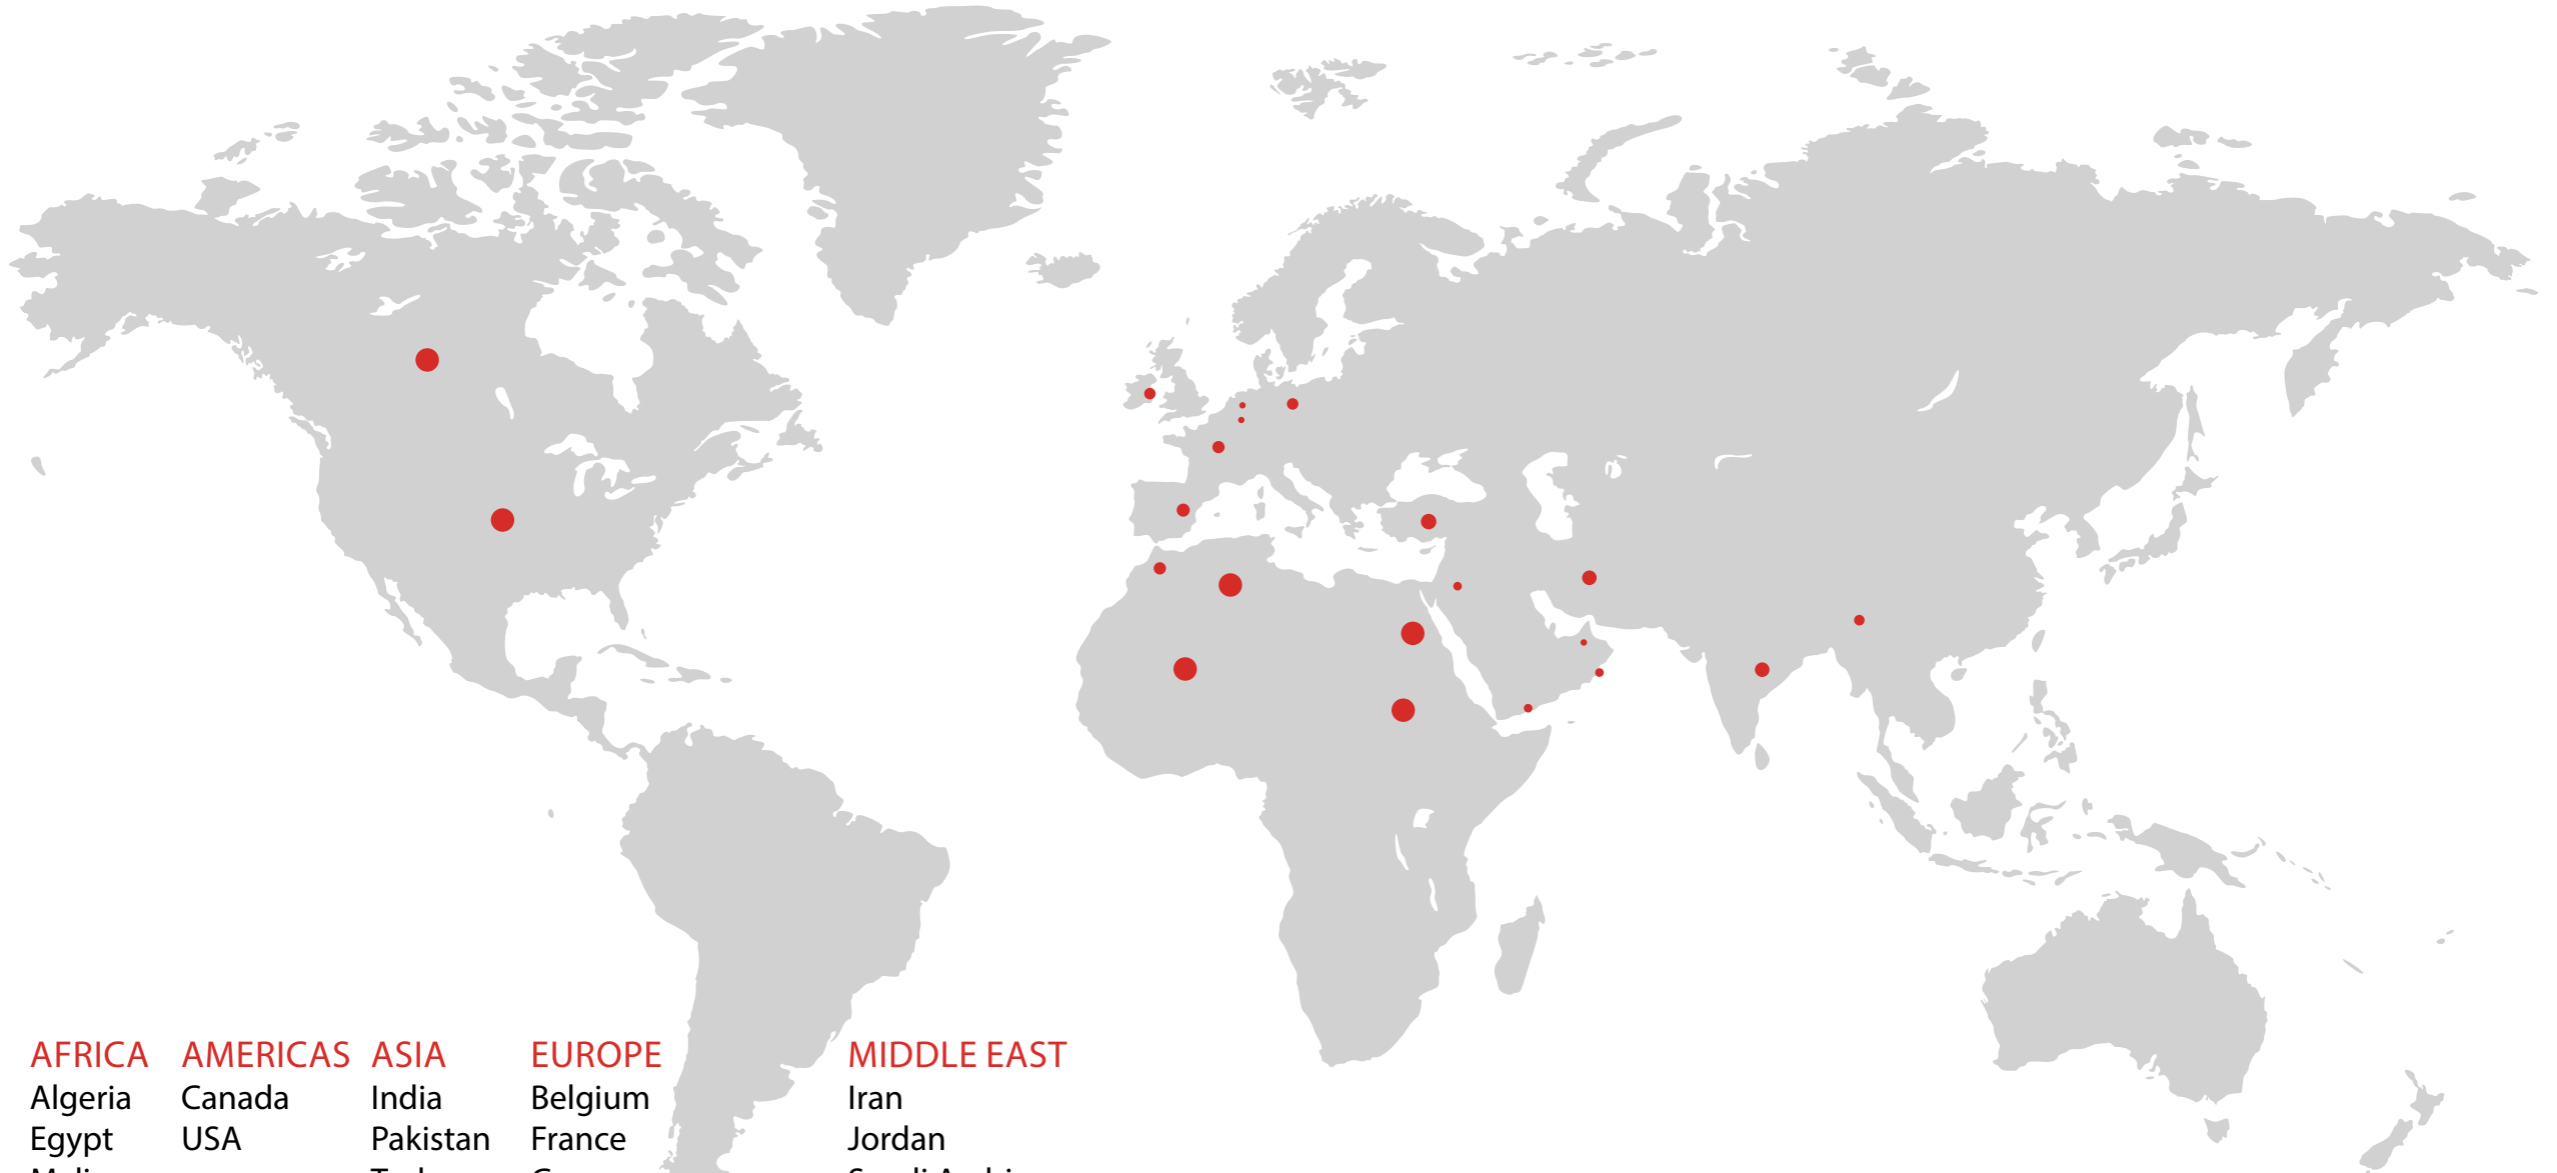 AFRICA
Algeria
Egypt
AMERICAS
Canada
USA
ASIA
India
Pakistan
EUROPE
Belgium
France
MIDDLE EAST
Iran
Jordan